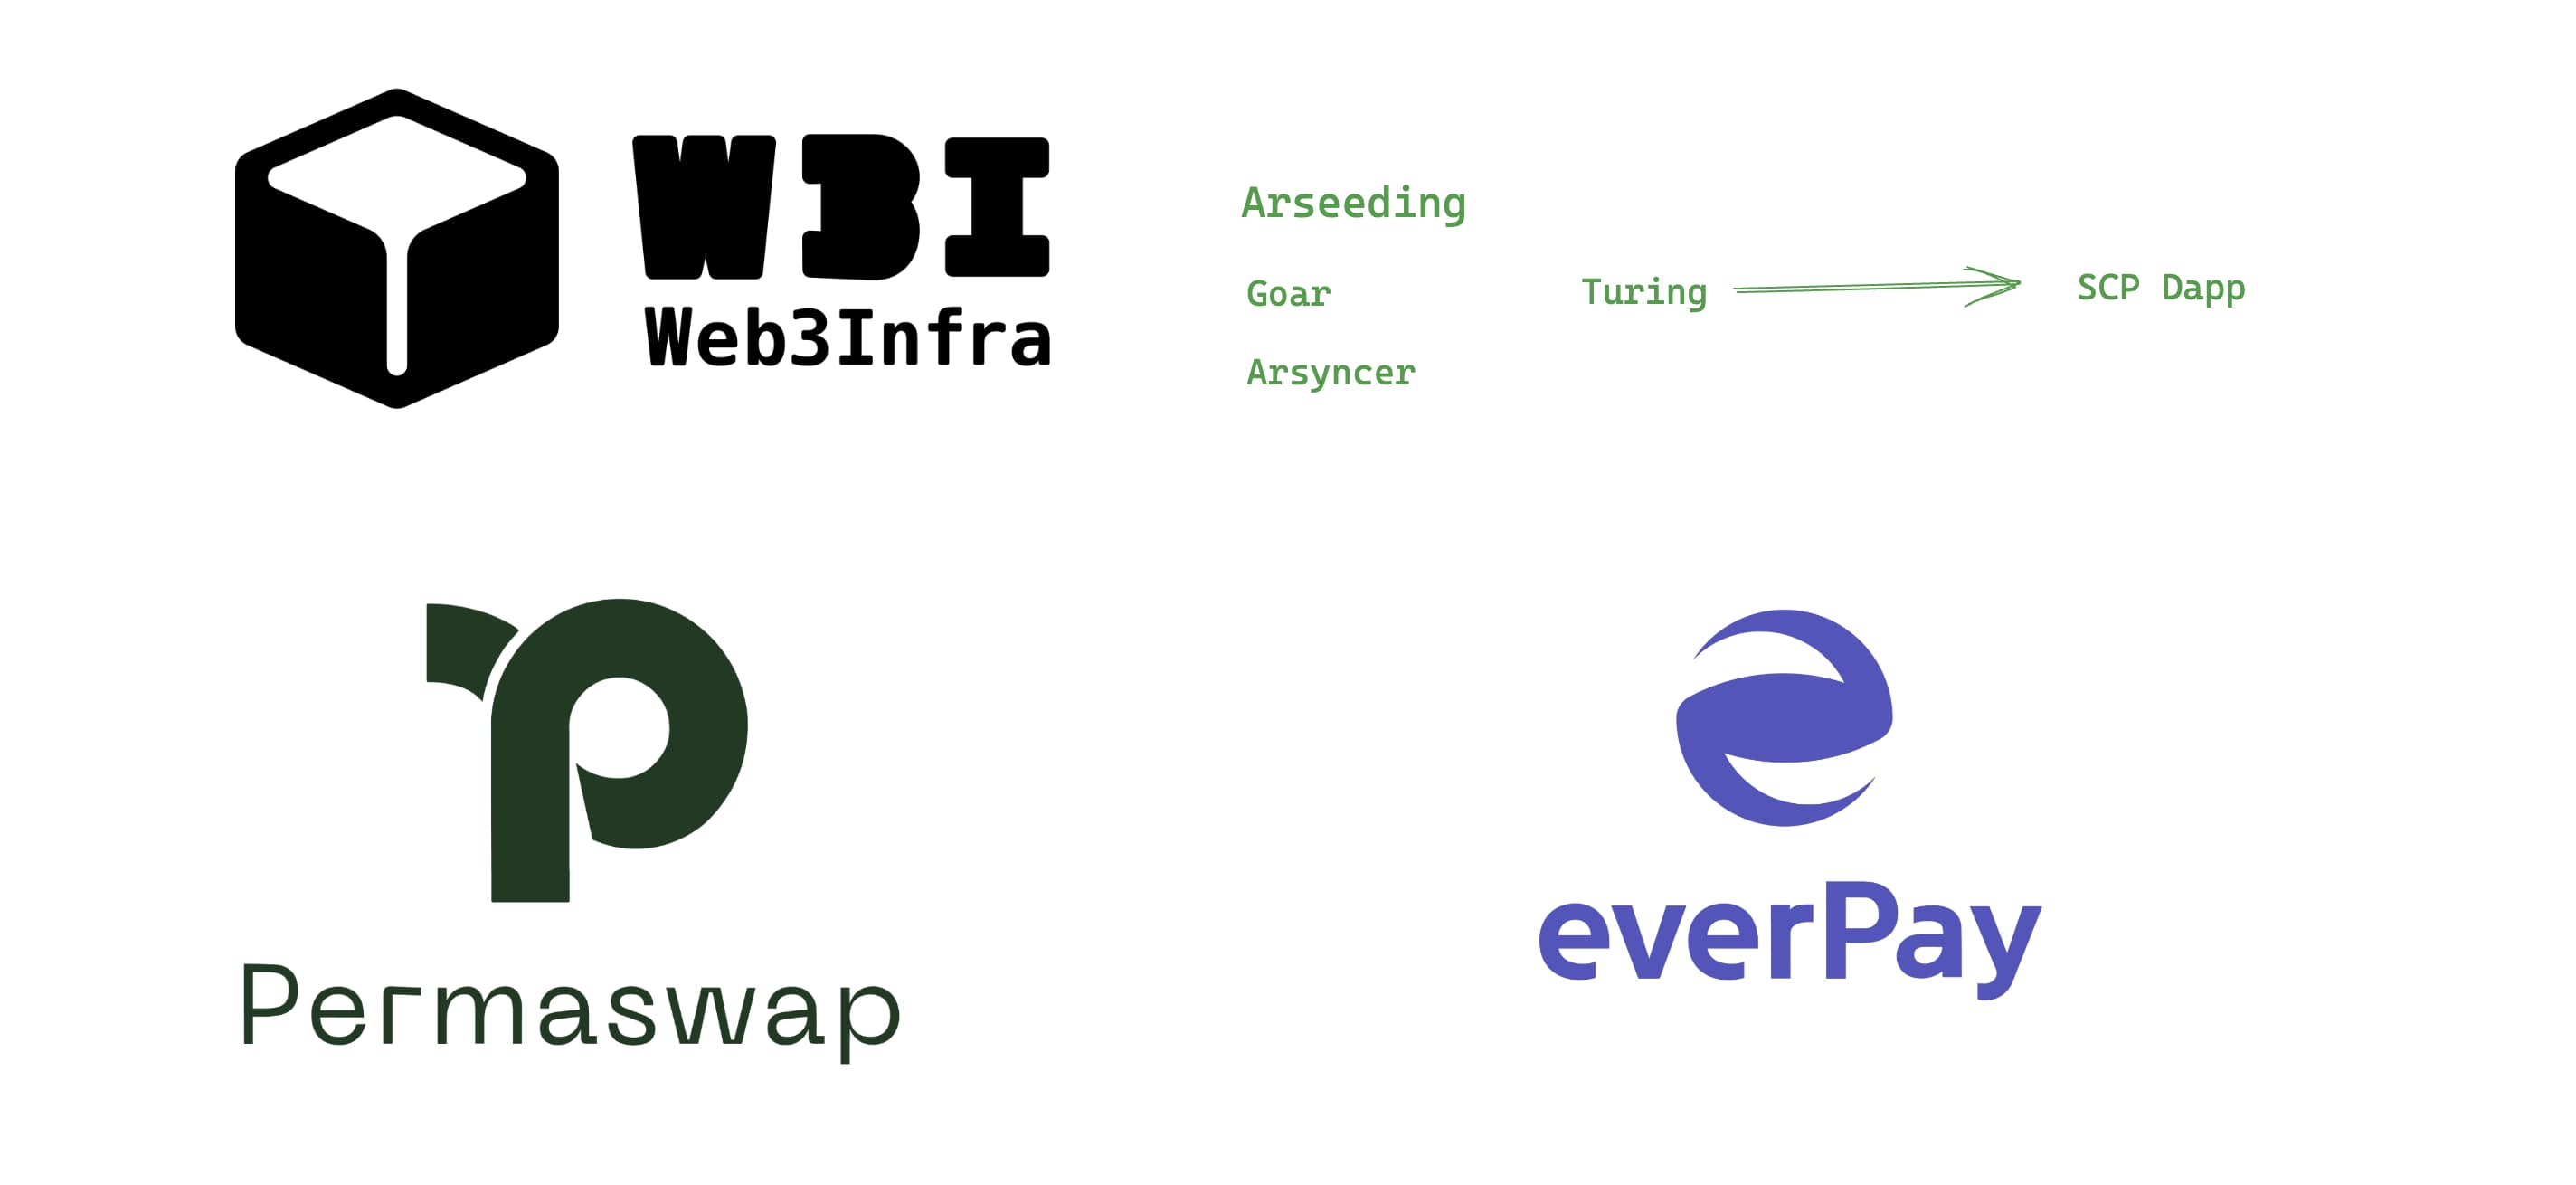 W3I
Web3Infra
Arseeding
Goar
Turing
SCP Dapp
Arsyncer
Permaswap
everPay